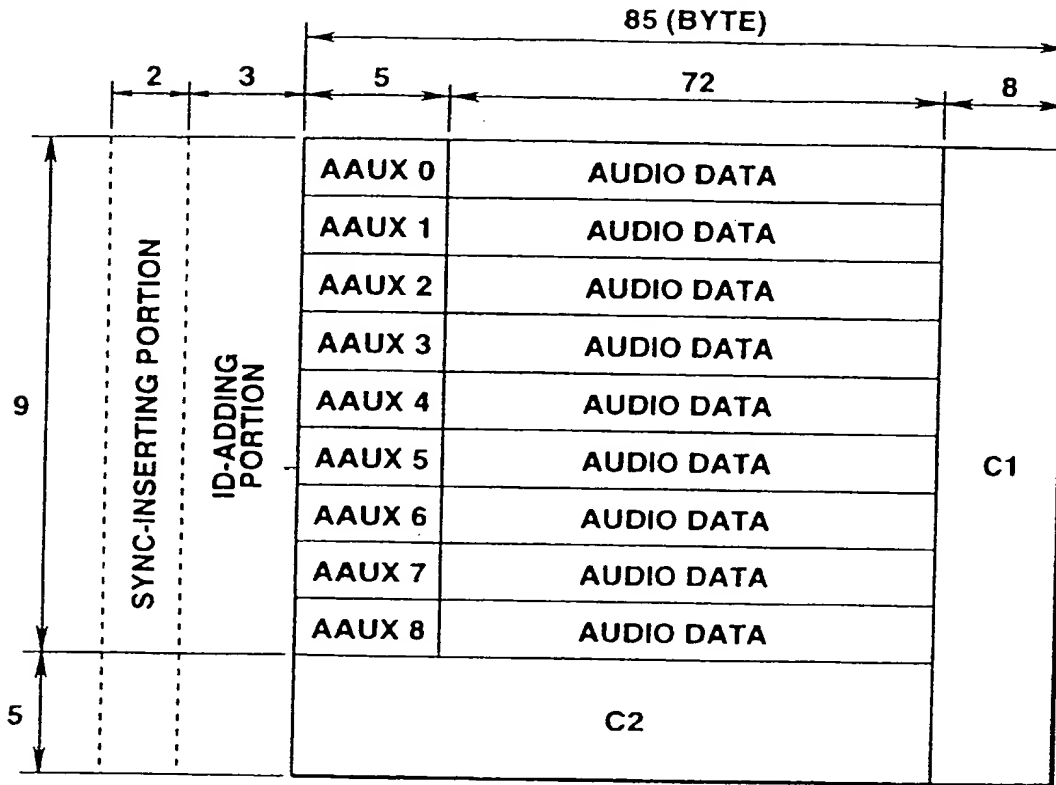 85 (BYTE)
2 3 5 72 8
AAUX 0 AUDIO DATA
AAUX 1 AUDIO DATA
AAUX 2 AUDIO DATA
AAUX 3 AUDIO DATA
AAUX 4 AUDIO DATA
AAUX 5 AUDIO DATA
AAUX 6 AUDIO DATA
AAUX 7 AUDIO DATA
AAUX 8 AUDIO DATA
9
SYNC-INSERTING PORTION
ID-ADDING
PORTION
C1
5
C2